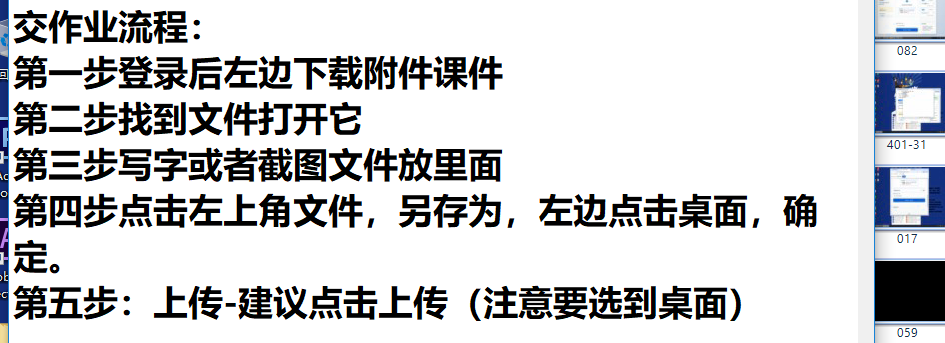 交作业流程：
第一步登录后左边下载附件课件
第二步找到文件打开它
第三步写字或者截图文件放里面
第四步点击左上角文件，另存为，左边点击桌面，确
定。
第五步：上传-建议点击上传（注意要选到桌面）
082
401-31
017
059